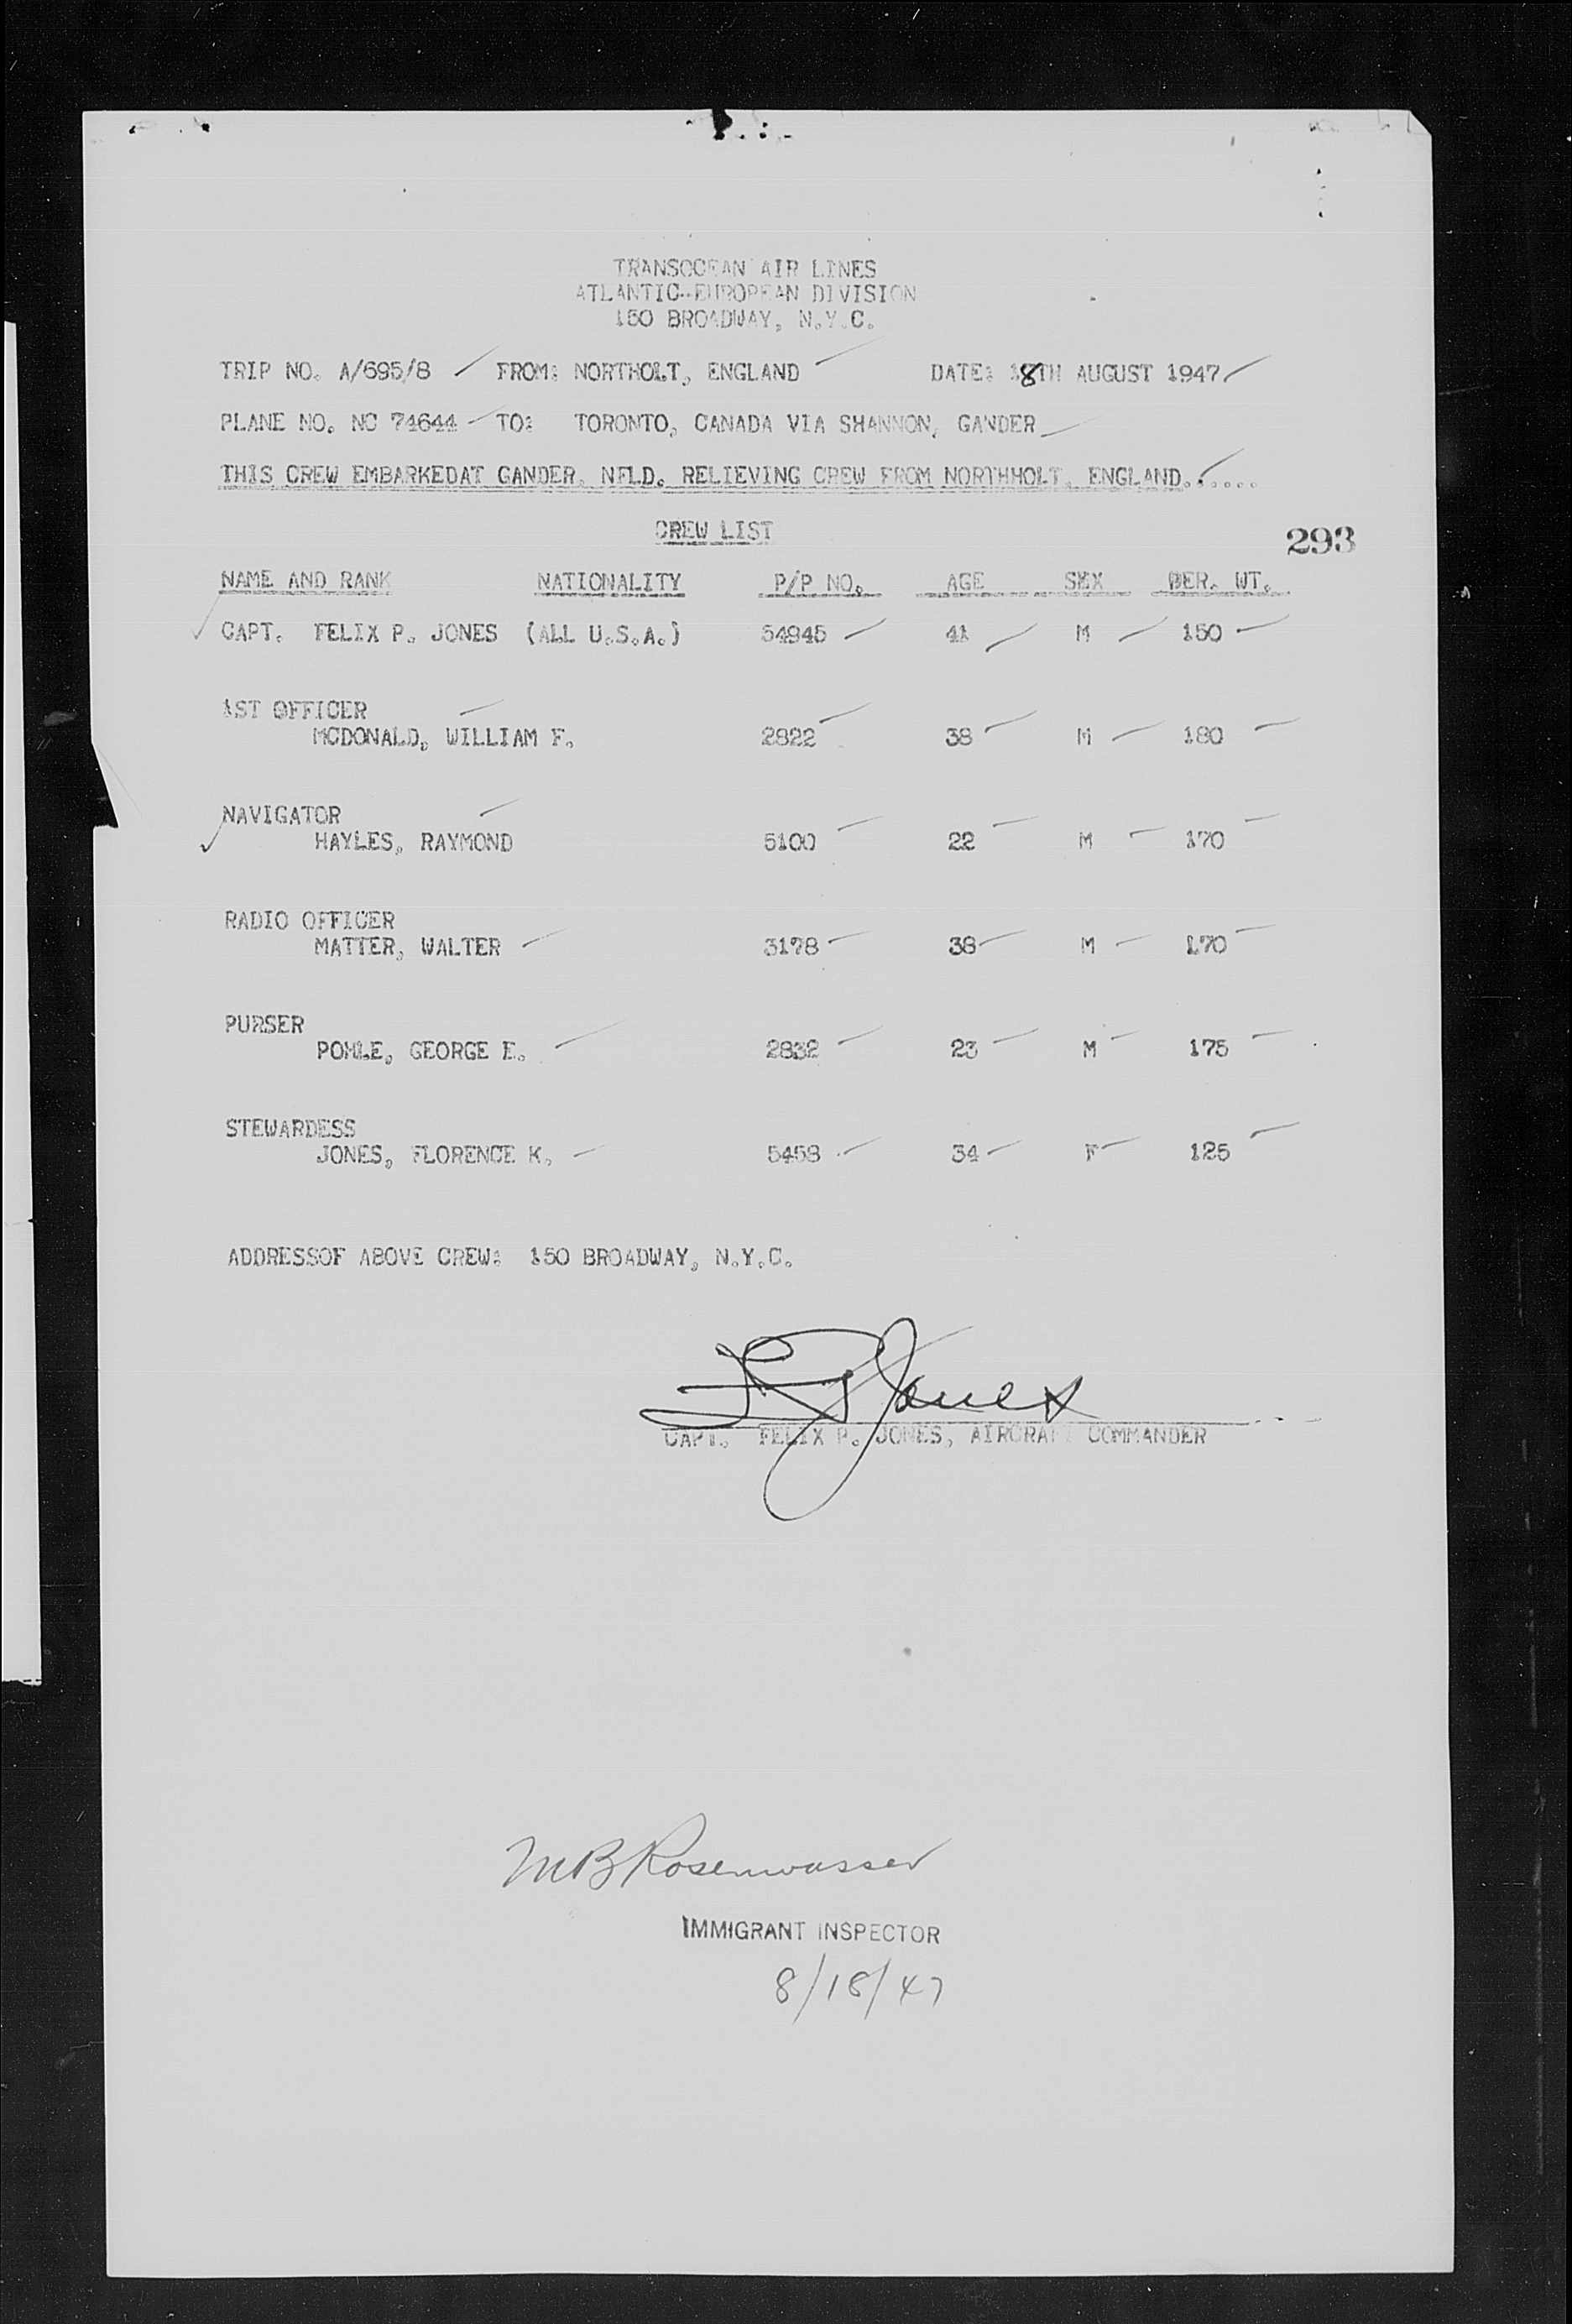 TRANSOCEAN AIR LINES
ATLANTIC-EUROPEAN DIVISION
150 BROADWAY, N.Y.C.
TRIP NO. A/695/8 FROM: NORTHOLT, ENGLAND DATE: 18TH AUGUST 1947
PLANE NO. NC 74644 TO: TORONTO, CANADA VIA SHANNON, GANDER
THIS CREW EMBARKEDAT GANDER, NFLD. RELIEVING CREW FROM NORTHHOLT, ENGLAND......
CREW LIST
293
NAME AND RANK NATIONALITY P/P NO. AGE SEX BER. WT.
CAPT. FELIX P. JONES (ALL U.S.A.) 54945 41 M 150
1ST OFFICER
MCDONALD, WILLIAM F. 2822 38 M 180
NAVIGATOR
HAYLES, RAYMOND 5100 22 M 170
RADIO OFFICER
MATTER, WALTER 3178 38 M 170
PURSER
POHLE, GEORGE E. 2832 23 M 175
STEWARDESS
JONES, FLORENCE K. 5458 34 F 125
ADDRESSOF ABOVE CREW: 150 BROADWAY, N.Y.C.
F P Jones
CAPT. FELIX P. JONES, AIRCRAFT COMMANDER
MB Rosenwasser
IMMIGRANT INSPECTOR
8/18/47